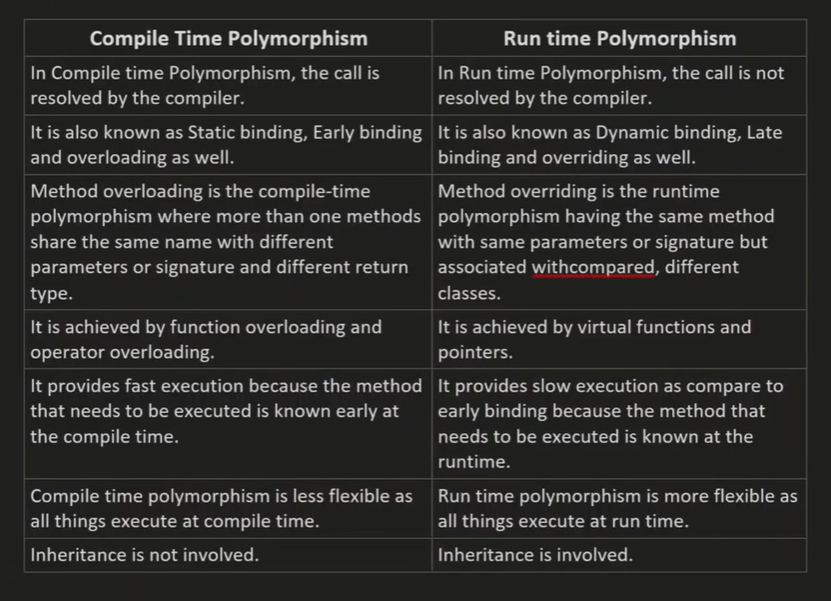 Compile Time Polymorphism
Run time Polymorphism
In Compile time Polymorphism, the call is
resolved by the compiler.
In Run time Polymorphism, the call is not
resolved by the compiler.
It is also known as Static binding, Early binding
and overloading as well.
It is also known as Dynamic binding, Late
binding and overriding as well.
Method overloading is the compile-time
polymorphism where more than one methods
share the same name with different
parameters or signature and different return
type.
Method overriding is the runtime
polymorphism having the same method
with same parameters or signature but
associated withcompared, different
classes.
It is achieved by function overloading and
operator overloading.
It is achieved by virtual functions and
pointers.
It provides fast execution because the method
that needs to be executed is known early at
the compile time.
It provides slow execution as compare to
early binding because the method that
needs to be executed is known at the
runtime.
Compile time polymorphism is less flexible as
all things execute at compile time.
Run time polymorphism is more flexible as
all things execute at run time.
Inheritance is not involved.
Inheritance is involved.